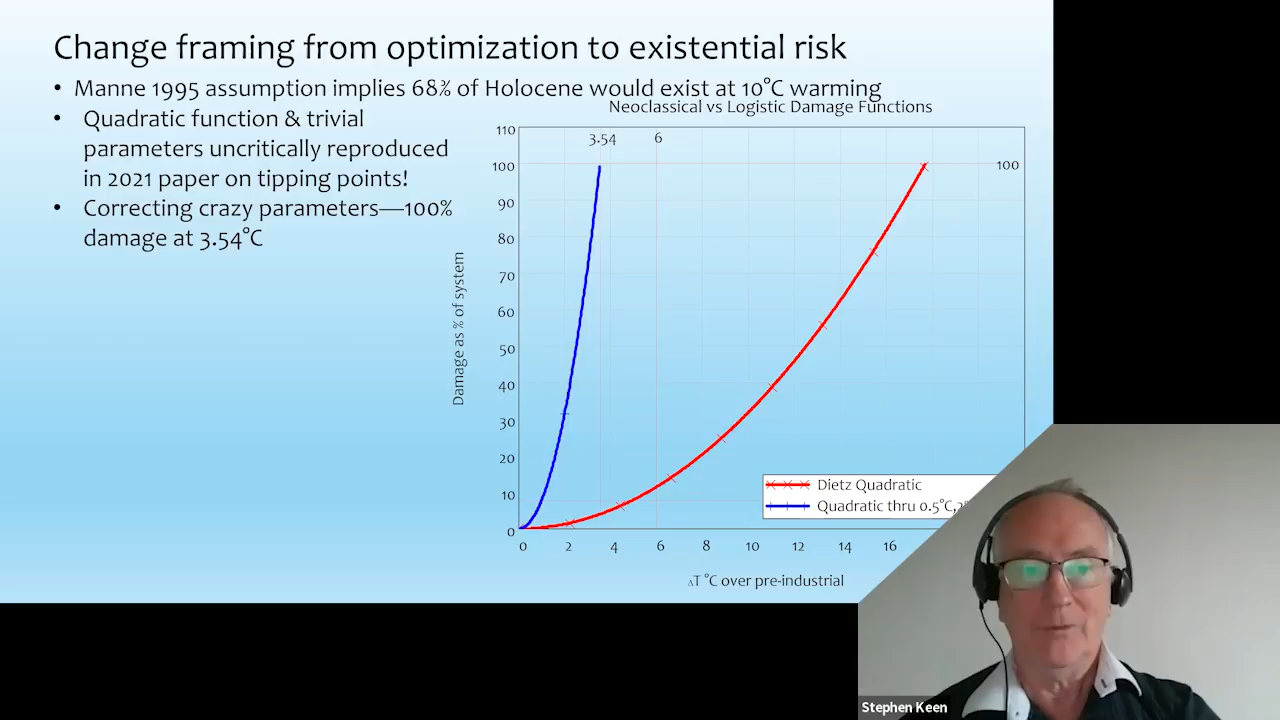 Change framing from optimization to existential risk
• Manne 1995 assumption implies 68% of Holocene would exist at 10°C warming
• Quadratic function & trivial
parameters uncritically reproduced
in 2021 paper on tipping points!
• Correcting crazy parameters—100%
damage at 3.54°C
Neoclassical vs Logistic Damage Functions
3.54 6
100
110
100
90
80
70
60
50
40
30
20
10
0
Damage as % of system
Dietz Quadratic
Quadratic thru 0.5°C,
0 2 4 6 8 10 12 14 16
ΔT °C over pre-industrial
Stephen Keen